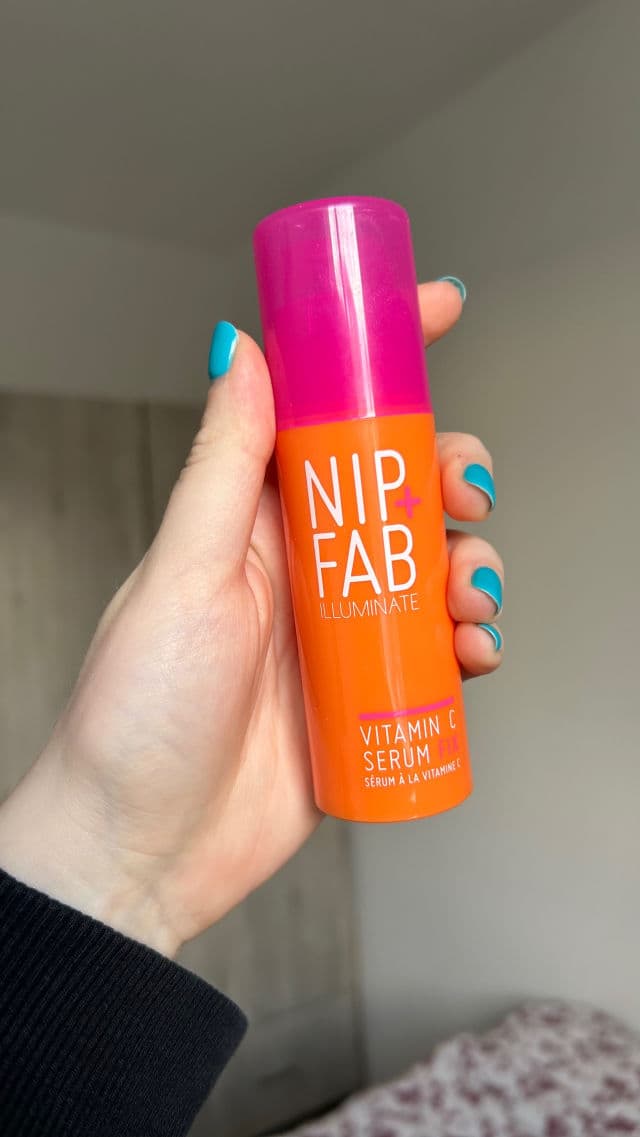 NIP+
FAB
ILLUMINATE
VITAMIN C
SERUM FIX
SÉRUM À LA VITAMINE C